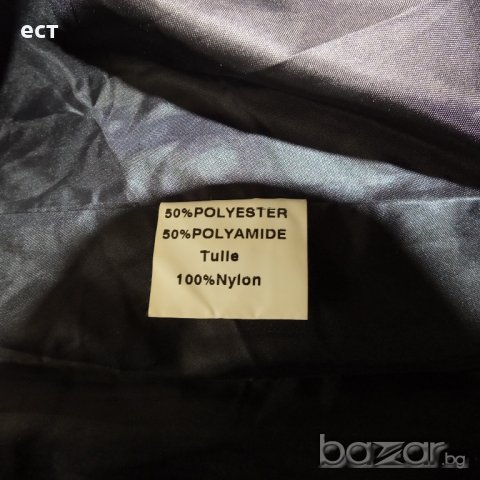 ест
50%POLYESTER
50%POLYAMIDE
Tulle
100%Nylon
bazar.bg